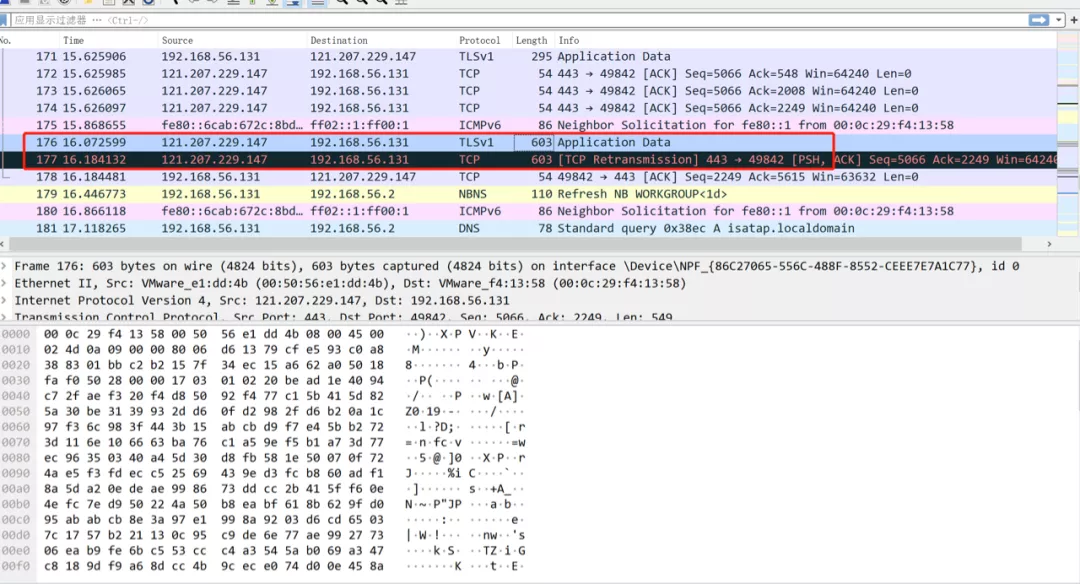 应用显示过滤器 … <Ctrl-/>
No. Time Source Destination Protocol Length Info
171 15.625906 192.168.56.131 121.207.229.147 TLSv1 295 Application Data
172 15.625985 121.207.229.147 192.168.56.131 TCP 54 443 → 49842 [ACK] Seq=5066 Ack=548 Win=64240 Len=0
173 15.626065 121.207.229.147 192.168.56.131 TCP 54 443 → 49842 [ACK] Seq=5066 Ack=2008 Win=64240 Len=0
174 15.626097 121.207.229.147 192.168.56.131 TCP 54 443 → 49842 [ACK] Seq=5066 Ack=2249 Win=64240 Len=0
175 15.868655 fe80::6cab:672c:8bd… ff02::1:ff00:1 ICMPv6 86 Neighbor Solicitation for fe80::1 from 00:0c:29:f4:13:58
176 16.072599 121.207.229.147 192.168.56.131 TLSv1 603 Application Data
177 16.184132 121.207.229.147 192.168.56.131 TCP 603 [TCP Retransmission] 443 → 49842 [PSH, ACK] Seq=5066 Ack=2249 Win=64240
178 16.184481 192.168.56.131 121.207.229.147 TCP 54 49842 → 443 [ACK] Seq=2249 Ack=5615 Win=63632 Len=0
179 16.446773 192.168.56.131 192.168.56.2 NBNS 110 Refresh NB WORKGROUP<1d>
180 16.866118 fe80::6cab:672c:8bd… ff02::1:ff00:1 ICMPv6 86 Neighbor Solicitation for fe80::1 from 00:0c:29:f4:13:58
181 17.118265 192.168.56.131 192.168.56.2 DNS 78 Standard query 0x38ec A isatap.localdomain
Frame 176: 603 bytes on wire (4824 bits), 603 bytes captured (4824 bits) on interface \Device\NPF_{86C27065-556C-488F-8552-CEEE7E7A1C77}, id 0
Ethernet II, Src: VMware_e1:dd:4b (00:50:56:e1:dd:4b), Dst: VMware_f4:13:58 (00:0c:29:f4:13:58)
Internet Protocol Version 4, Src: 121.207.229.147, Dst: 192.168.56.131
Transmission Control Protocol, Src Port: 443, Dst Port: 49842, Seq: 5066, Ack: 2249, Len: 549
0000 00 0c 29 f4 13 58 00 50 56 e1 dd 4b 08 00 45 00 ··)··X·P V··K··E·
0010 02 4d 0a 09 00 00 80 06 d6 13 79 cf e5 93 c0 a8 ·M······ ··y·····
0020 38 83 01 bb c2 b2 15 7f 34 ec 15 a6 62 a0 50 18 8······· 4···b·P·
0030 fa f0 50 28 00 00 17 03 01 02 20 be ad 1e 40 94 ··P(···· ·· ···@·
0040 c7 2f ae f3 20 f4 d8 50 92 f4 77 c1 5b 41 5d 82 ·/·· ··P ··w·[A]·
0050 5a 30 be 31 39 93 2d d6 0f d2 98 2f d6 b2 0a 1c Z0·19·-· ···/····
0060 97 f3 6c 98 3f 44 3b 15 ab cb d9 f7 e4 5b b2 72 ··l·?D;· ·····[·r
0070 3d 11 6e 10 66 63 ba 76 c1 a5 9e f5 b1 a7 3d 77 =·n·fc·v ······=w
0080 ec 96 35 03 40 a4 5d 30 d8 fb 58 1e 50 07 0f 72 ··5·@·]0 ··X·P··r
0090 4a e5 f3 fd ec c5 25 69 43 9e d3 fc b8 60 ad f1 J·····%i C····`··
00a0 8a 5d a2 0e de ae 99 86 73 dd cc 2b 41 5f f6 0e ·]······ s··+A_··
00b0 4e fc 7e d9 50 22 4a 50 b8 ea bf 61 8b 62 9f d0 N·~·P"JP ···a·b··
00c0 95 ab ab cb 8e 3a 97 e1 99 8a 92 03 d6 cd 65 03 ·····:·· ······e·
00d0 7c 17 57 b2 21 13 0c 95 c9 de 6e 77 ae 99 27 73 |·W·!··· ··nw··'s
00e0 06 ea b9 fe 6b c5 53 cc c4 a3 54 5a b0 69 a3 47 ····k·S· ··TZ·i·G
00f0 c8 18 9d f9 a6 8d cc 4b 9c ec e0 74 d0 0e 45 8a ·······K ···t··E·